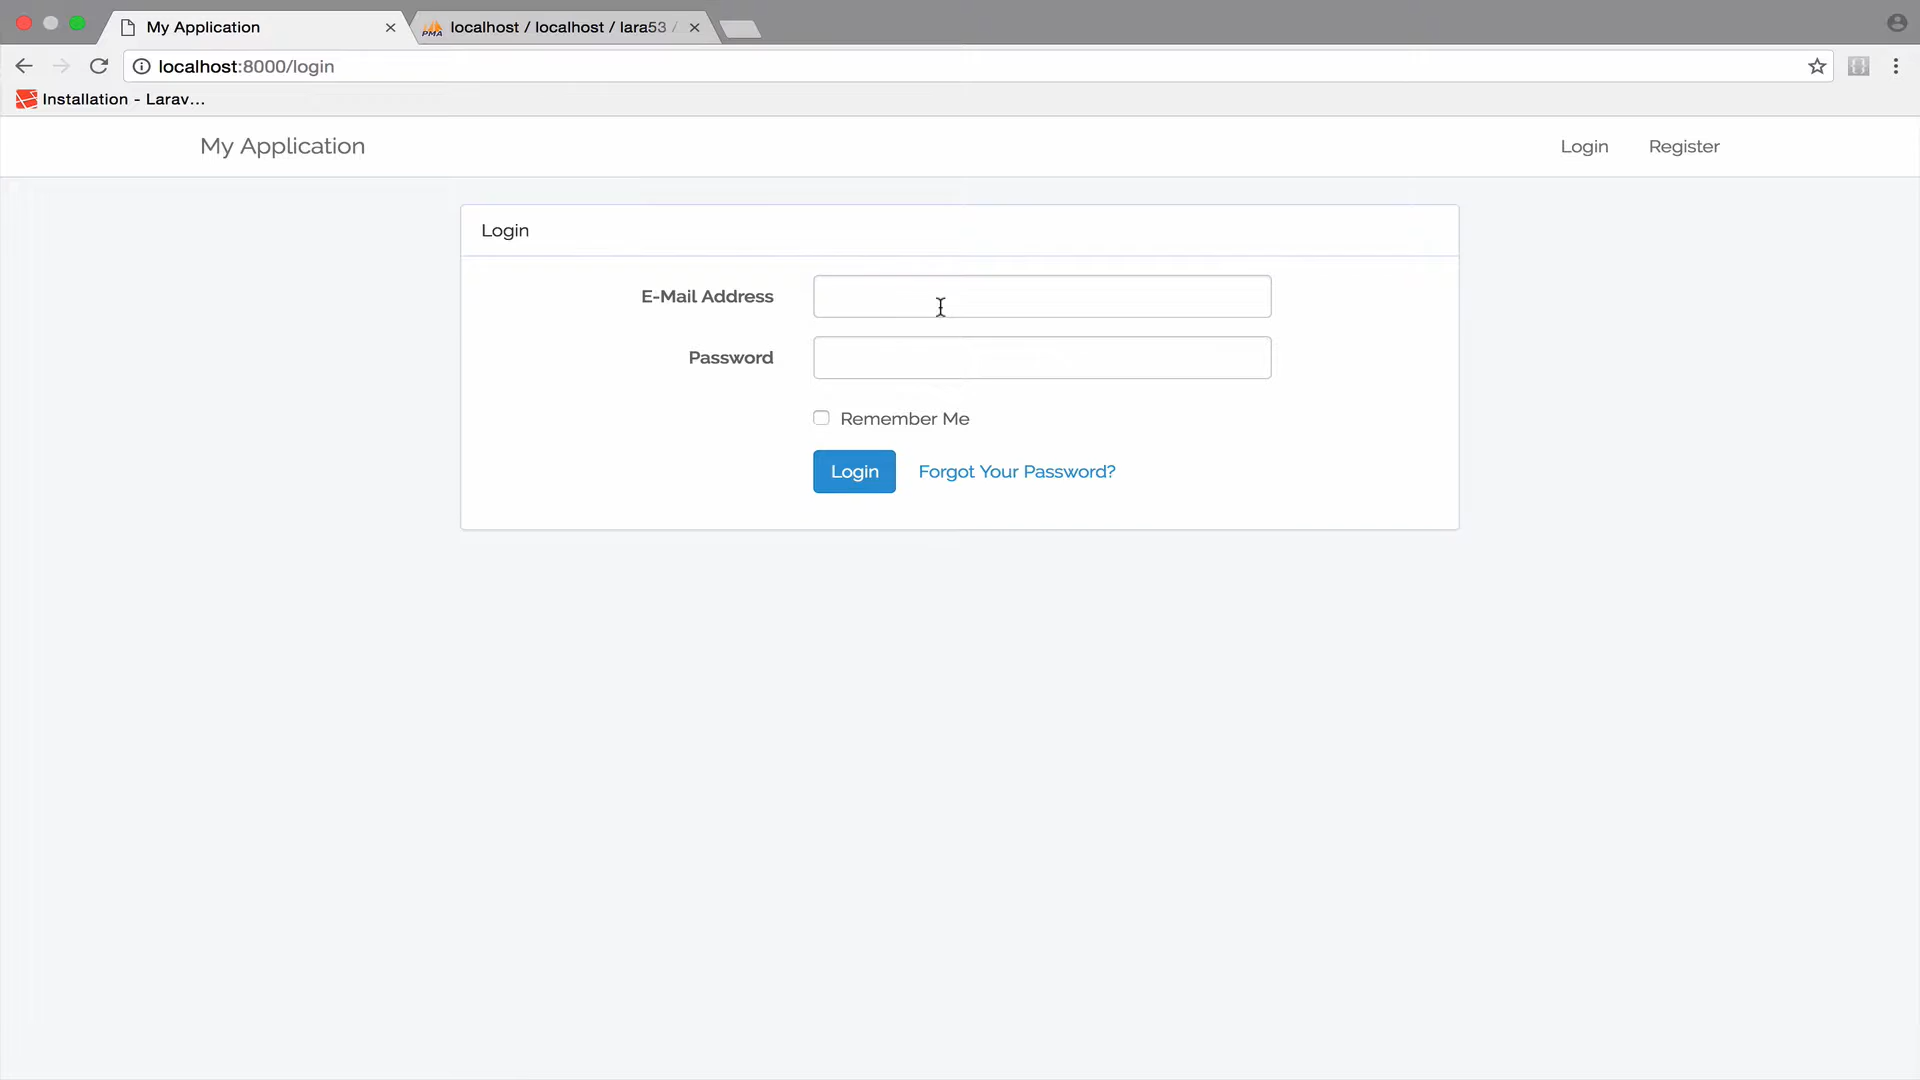 My Application
localhost / localhost / lara53 /
localhost:8000/login
Installation - Larav...
My Application
Login
Register
Login
E-Mail Address
Password
Remember Me
Login
Forgot Your Password?